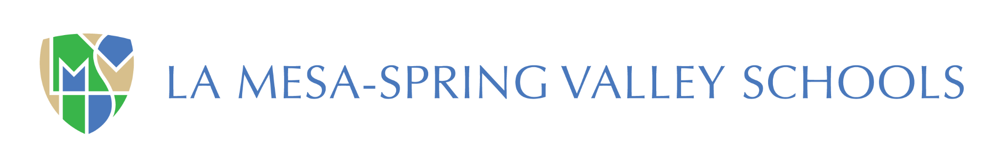 LA MESA-SPRING VALLEY SCHOOLS